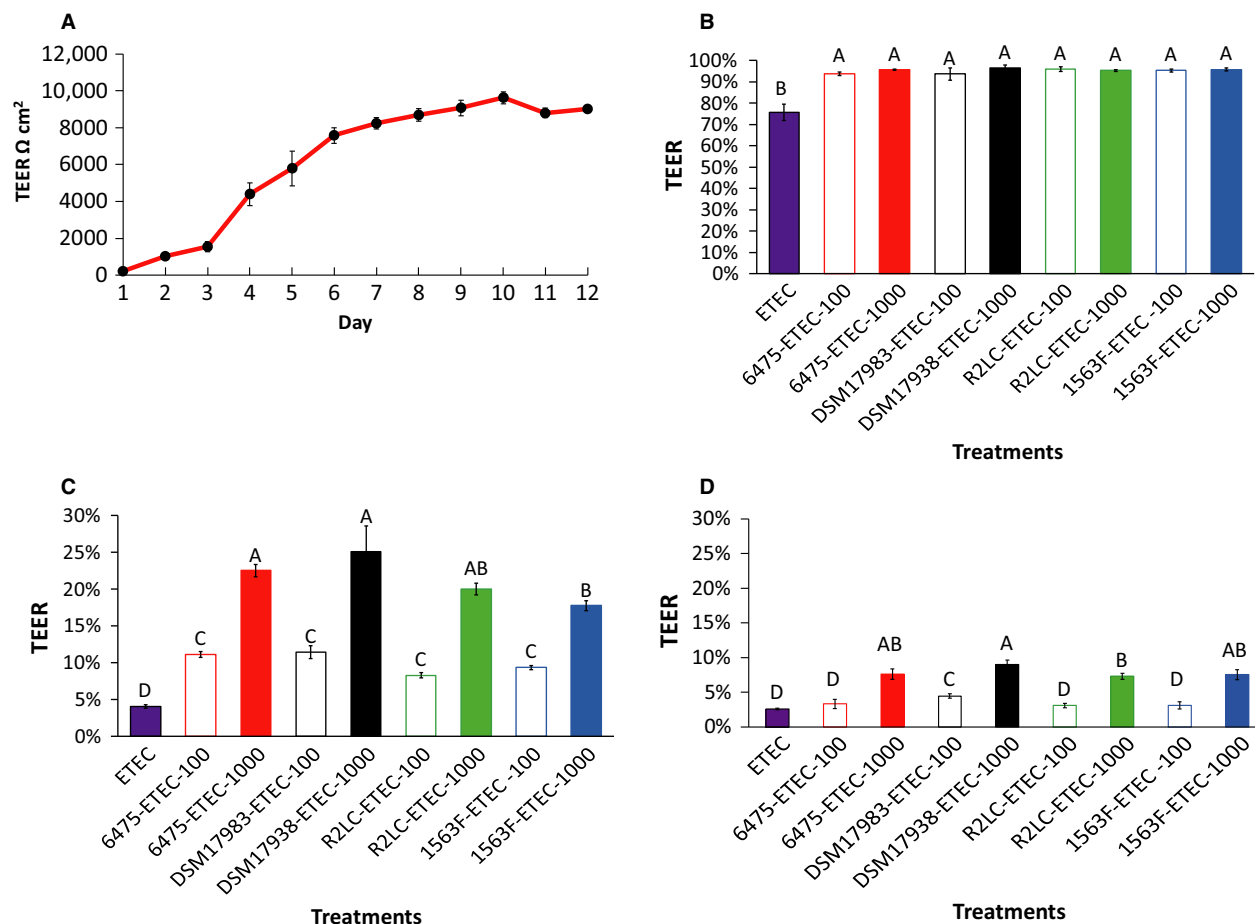 A
12,000
10,000
8000
6000
4000
2000
0
TEER Ω cm²
1 2 3 4 5 6 7 8 9 10 11 12
Day
B
100%
90%
80%
70%
60%
50%
40%
30%
20%
10%
0%
TEER
B A A A A A A A A
ETEC
6475-ETEC-100
6475-ETEC-1000
DSM17983-ETEC-100
DSM17938-ETEC-1000
R2LC-ETEC-100
R2LC-ETEC-1000
1563F-ETEC -100
1563F-ETEC-1000
Treatments
C
30%
25%
20%
15%
10%
5%
0%
TEER
D C A C A C AB C B
ETEC
6475-ETEC-100
6475-ETEC-1000
DSM17983-ETEC-100
DSM17938-ETEC-1000
R2LC-ETEC-100
R2LC-ETEC-1000
1563F-ETEC -100
1563F-ETEC-1000
Treatments
D
30%
25%
20%
15%
10%
5%
0%
TEER
D D AB C A D B D AB
ETEC
6475-ETEC-100
6475-ETEC-1000
DSM17983-ETEC-100
DSM17938-ETEC-1000
R2LC-ETEC-100
R2LC-ETEC-1000
1563F-ETEC -100
1563F-ETEC-1000
Treatments